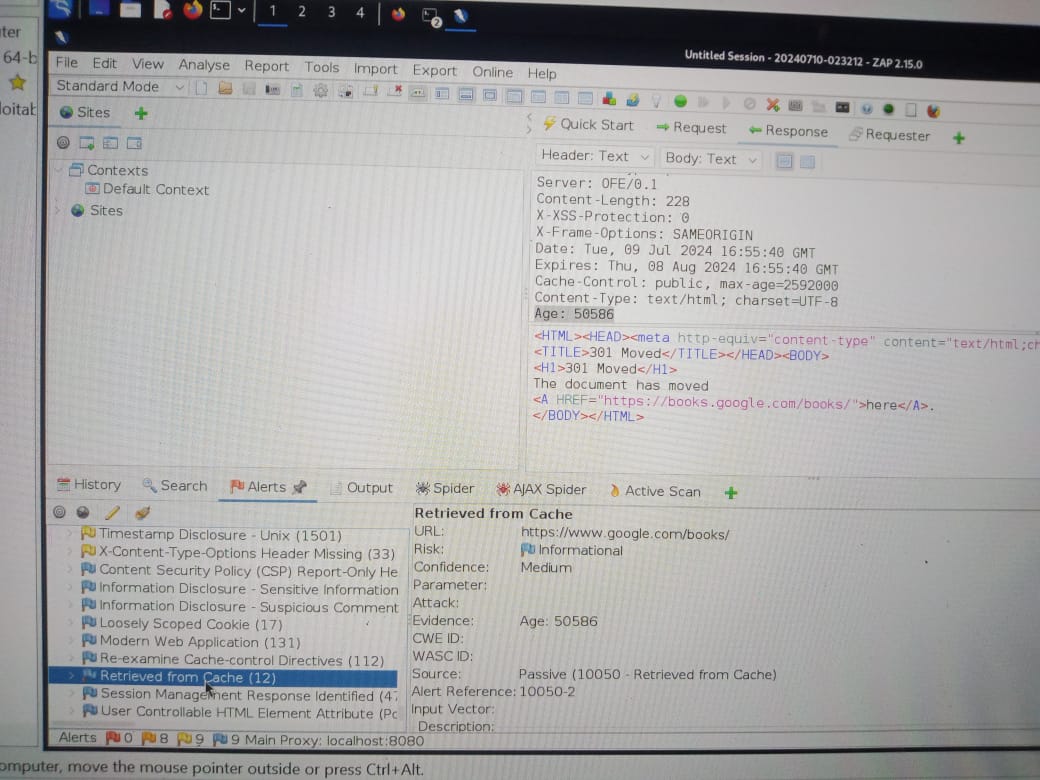 1 2 3 4
2
ter
64-b
loitab
Untitled Session - 20240710-023212 - ZAP 2.15.0
File Edit View Analyse Report Tools Import Export Online Help
Standard Mode
Sites
Quick Start Request Response Requester
Header: Text Body: Text
Contexts
Default Context
Sites
Server: OFE/0.1
Content-Length: 228
X-XSS-Protection: 0
X-Frame-Options: SAMEORIGIN
Date: Tue, 09 Jul 2024 16:55:40 GMT
Expires: Thu, 08 Aug 2024 16:55:40 GMT
Cache-Control: public, max-age=2592000
Content-Type: text/html; charset=UTF-8
Age: 50586
<HTML><HEAD><meta http-equiv="content-type" content="text/html;ch
<TITLE>301 Moved</TITLE></HEAD><BODY>
<H1>301 Moved</H1>
The document has moved
<A HREF="https://books.google.com/books/">here</A>.
</BODY></HTML>
History Search Alerts Output Spider AJAX Spider Active Scan
Timestamp Disclosure - Unix (1501)
X-Content-Type-Options Header Missing (33)
Content Security Policy (CSP) Report-Only He
Information Disclosure - Sensitive Information
Information Disclosure - Suspicious Comment
Loosely Scoped Cookie (17)
Modern Web Application (131)
Re-examine Cache-control Directives (112)
Retrieved from Cache (12)
Session Management Response Identified (47
User Controllable HTML Element Attribute (Po
Retrieved from Cache
URL: https://www.google.com/books/
Risk: Informational
Confidence: Medium
Parameter:
Attack:
Evidence: Age: 50586
CWE ID:
WASC ID:
Source: Passive (10050 - Retrieved from Cache)
Alert Reference: 10050-2
Input Vector:
Description:
Alerts 0 8 9 9 Main Proxy: localhost:8080
omputer, move the mouse pointer outside or press Ctrl+Alt.